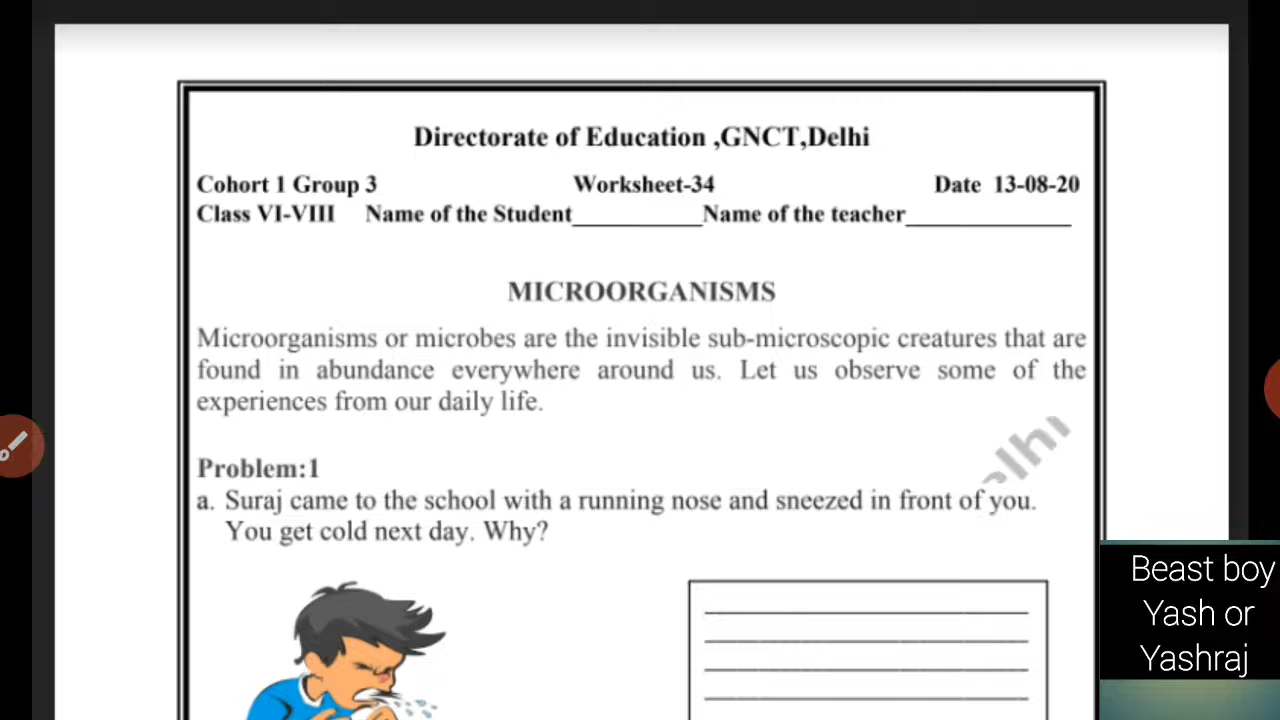 Directorate of Education ,GNCT,Delhi
Cohort 1 Group 3 Worksheet-34 Date 13-08-20
Class VI-VIII Name of the Student__________Name of the teacher_____________
MICROORGANISMS
Microorganisms or microbes are the invisible sub-microscopic creatures that are
found in abundance everywhere around us. Let us observe some of the
experiences from our daily life.
Problem:1
a. Suraj came to the school with a running nose and sneezed in front of you.
You get cold next day. Why?
Beast boy
Yash or
Yashraj